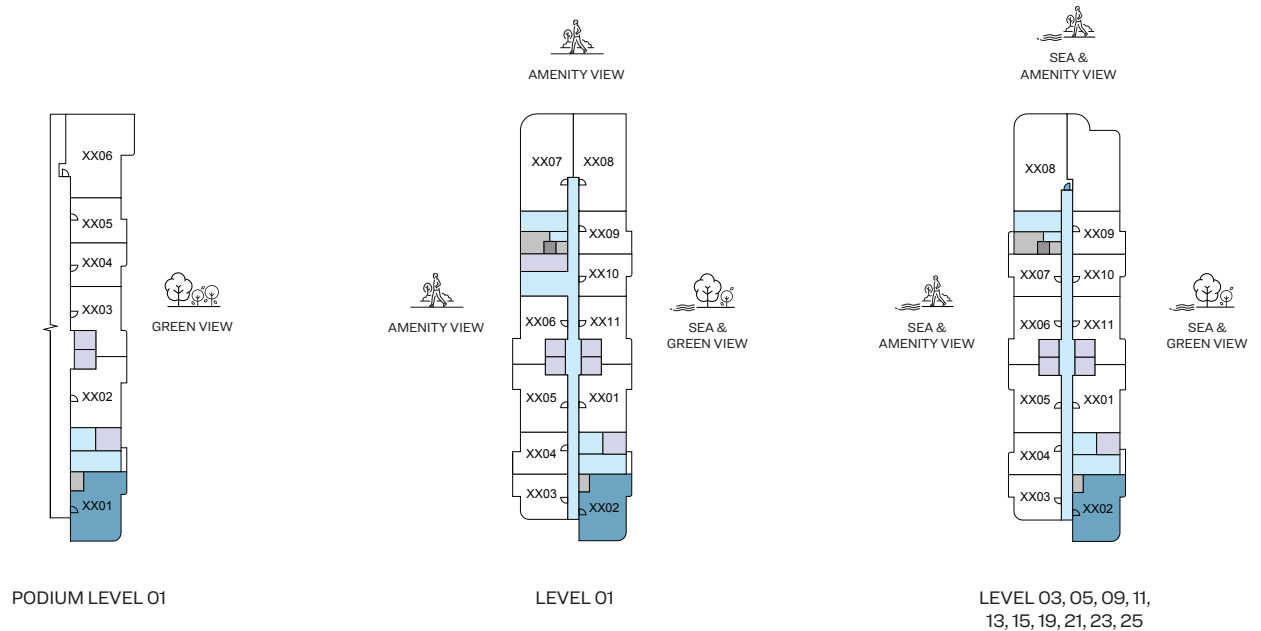 SEA &
AMENITY VIEW
AMENITY VIEW
XX06
XX05
XX04
XX03
XX02
XX01
GREEN VIEW
PODIUM LEVEL 01
AMENITY VIEW
XX07
XX08
XX09
XX10
XX06
XX11
XX05
XX01
XX04
XX03
XX02
SEA &
GREEN VIEW
LEVEL 01
SEA &
AMENITY VIEW
XX08
XX09
XX07
XX10
XX06
XX11
XX05
XX01
XX04
XX03
XX02
SEA &
GREEN VIEW
LEVEL 03, 05, 09, 11,
13, 15, 19, 21, 23, 25